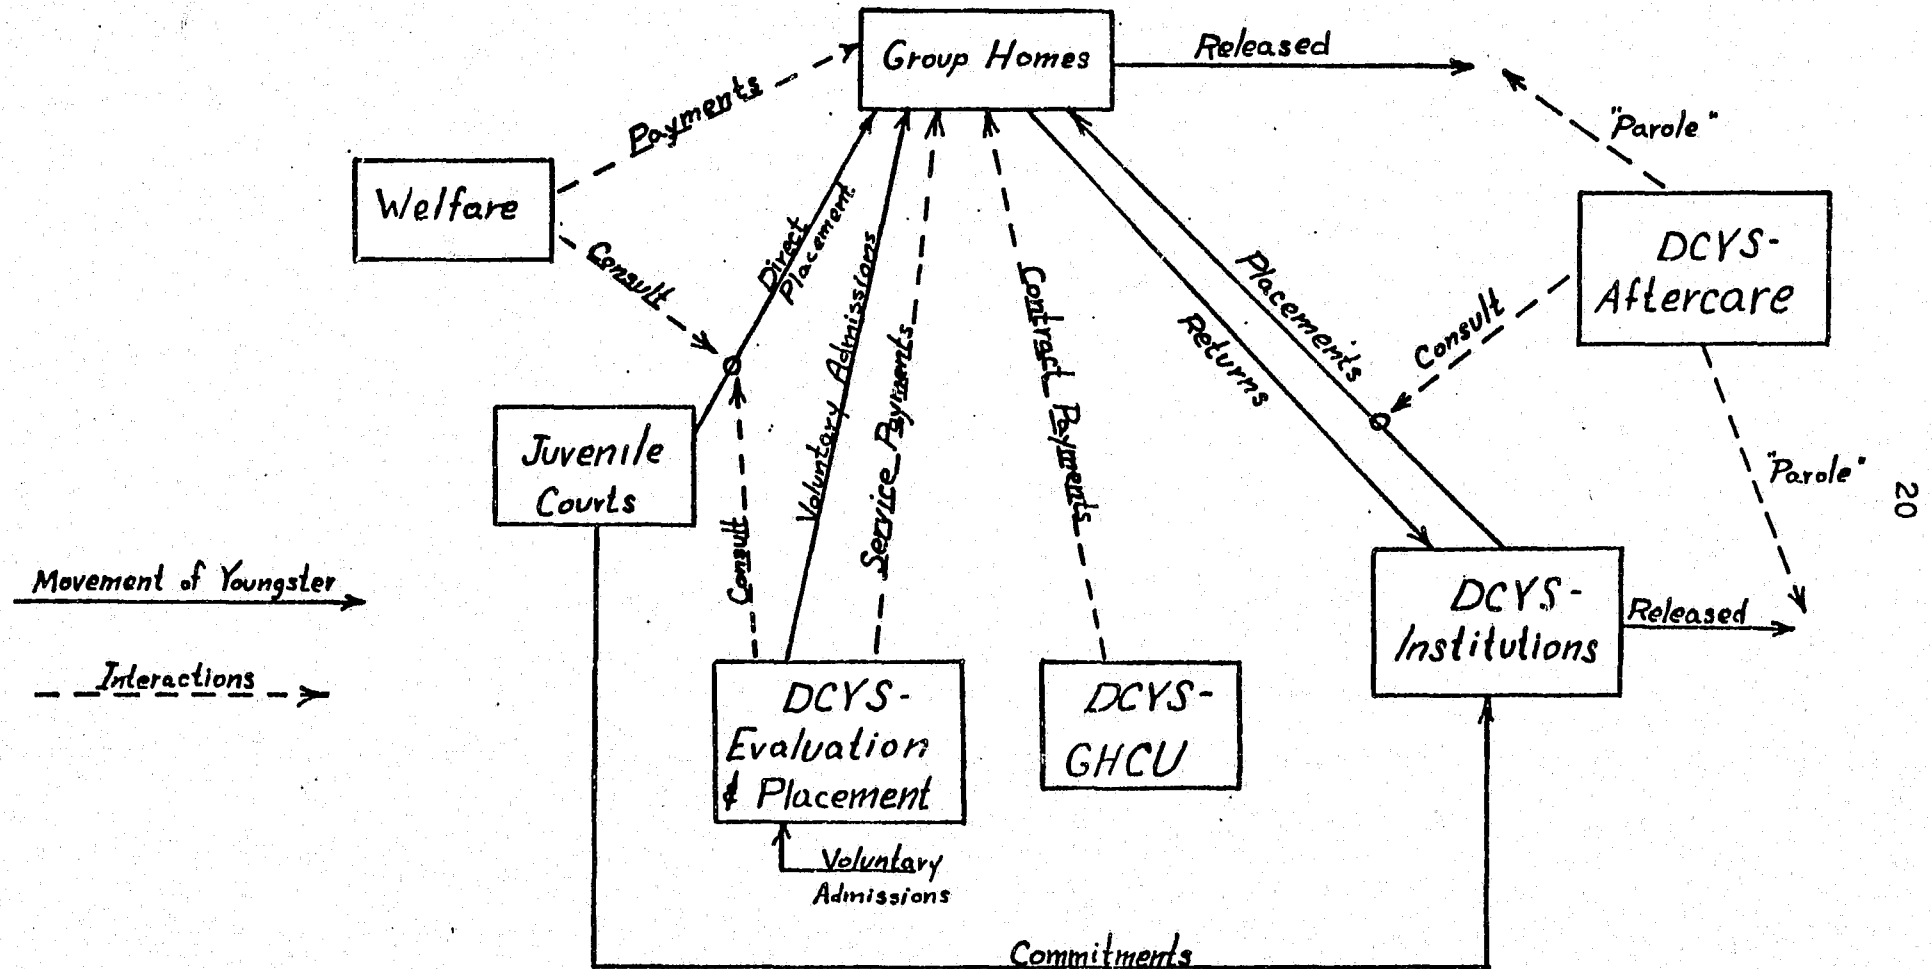 Group Homes
Released
Payments
"Parole"
Welfare
Consult
Direct
Placement
Voluntary Admissions
Service Payments
Contract Payments
Placements
Returns
Consult
DCYS-
Aftercare
"Parole"
20
Juvenile
Courts
Consult
Movement of Youngster
Interactions
DCYS-
Institutions
Released
DCYS-
Evaluation
& Placement
DCYS-
GHCU
Voluntary
Admissions
Commitments